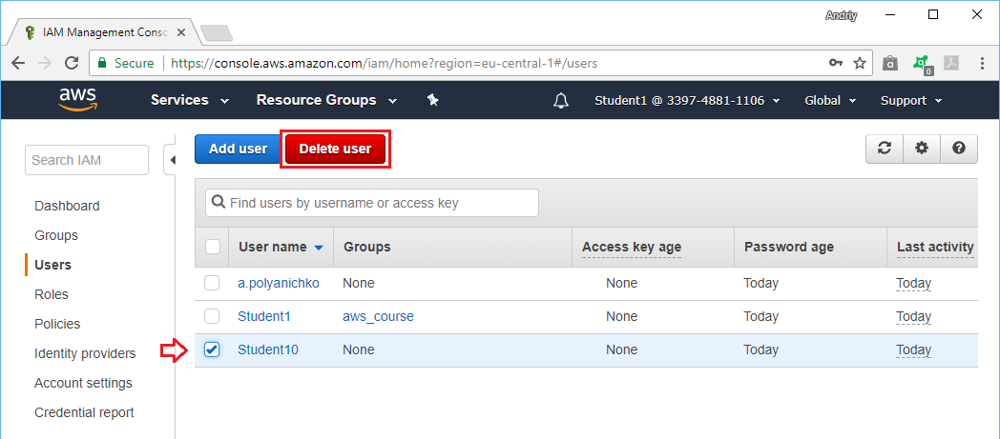 Andriy
IAM Management Conso
Secure https://console.aws.amazon.com/iam/home?region=eu-central-1#/users
0
aws Services Resource Groups Student1 @ 3397-4881-1106 Global Support
Search IAM
Add user Delete user
Dashboard
Groups
Users
Roles
Policies
Identity providers
Account settings
Credential report
Find users by username or access key
User name Groups Access key age Password age Last activity
a.polyanichko None None Today Today
Student1 aws_course None Today Today
Student10 None None Today Today